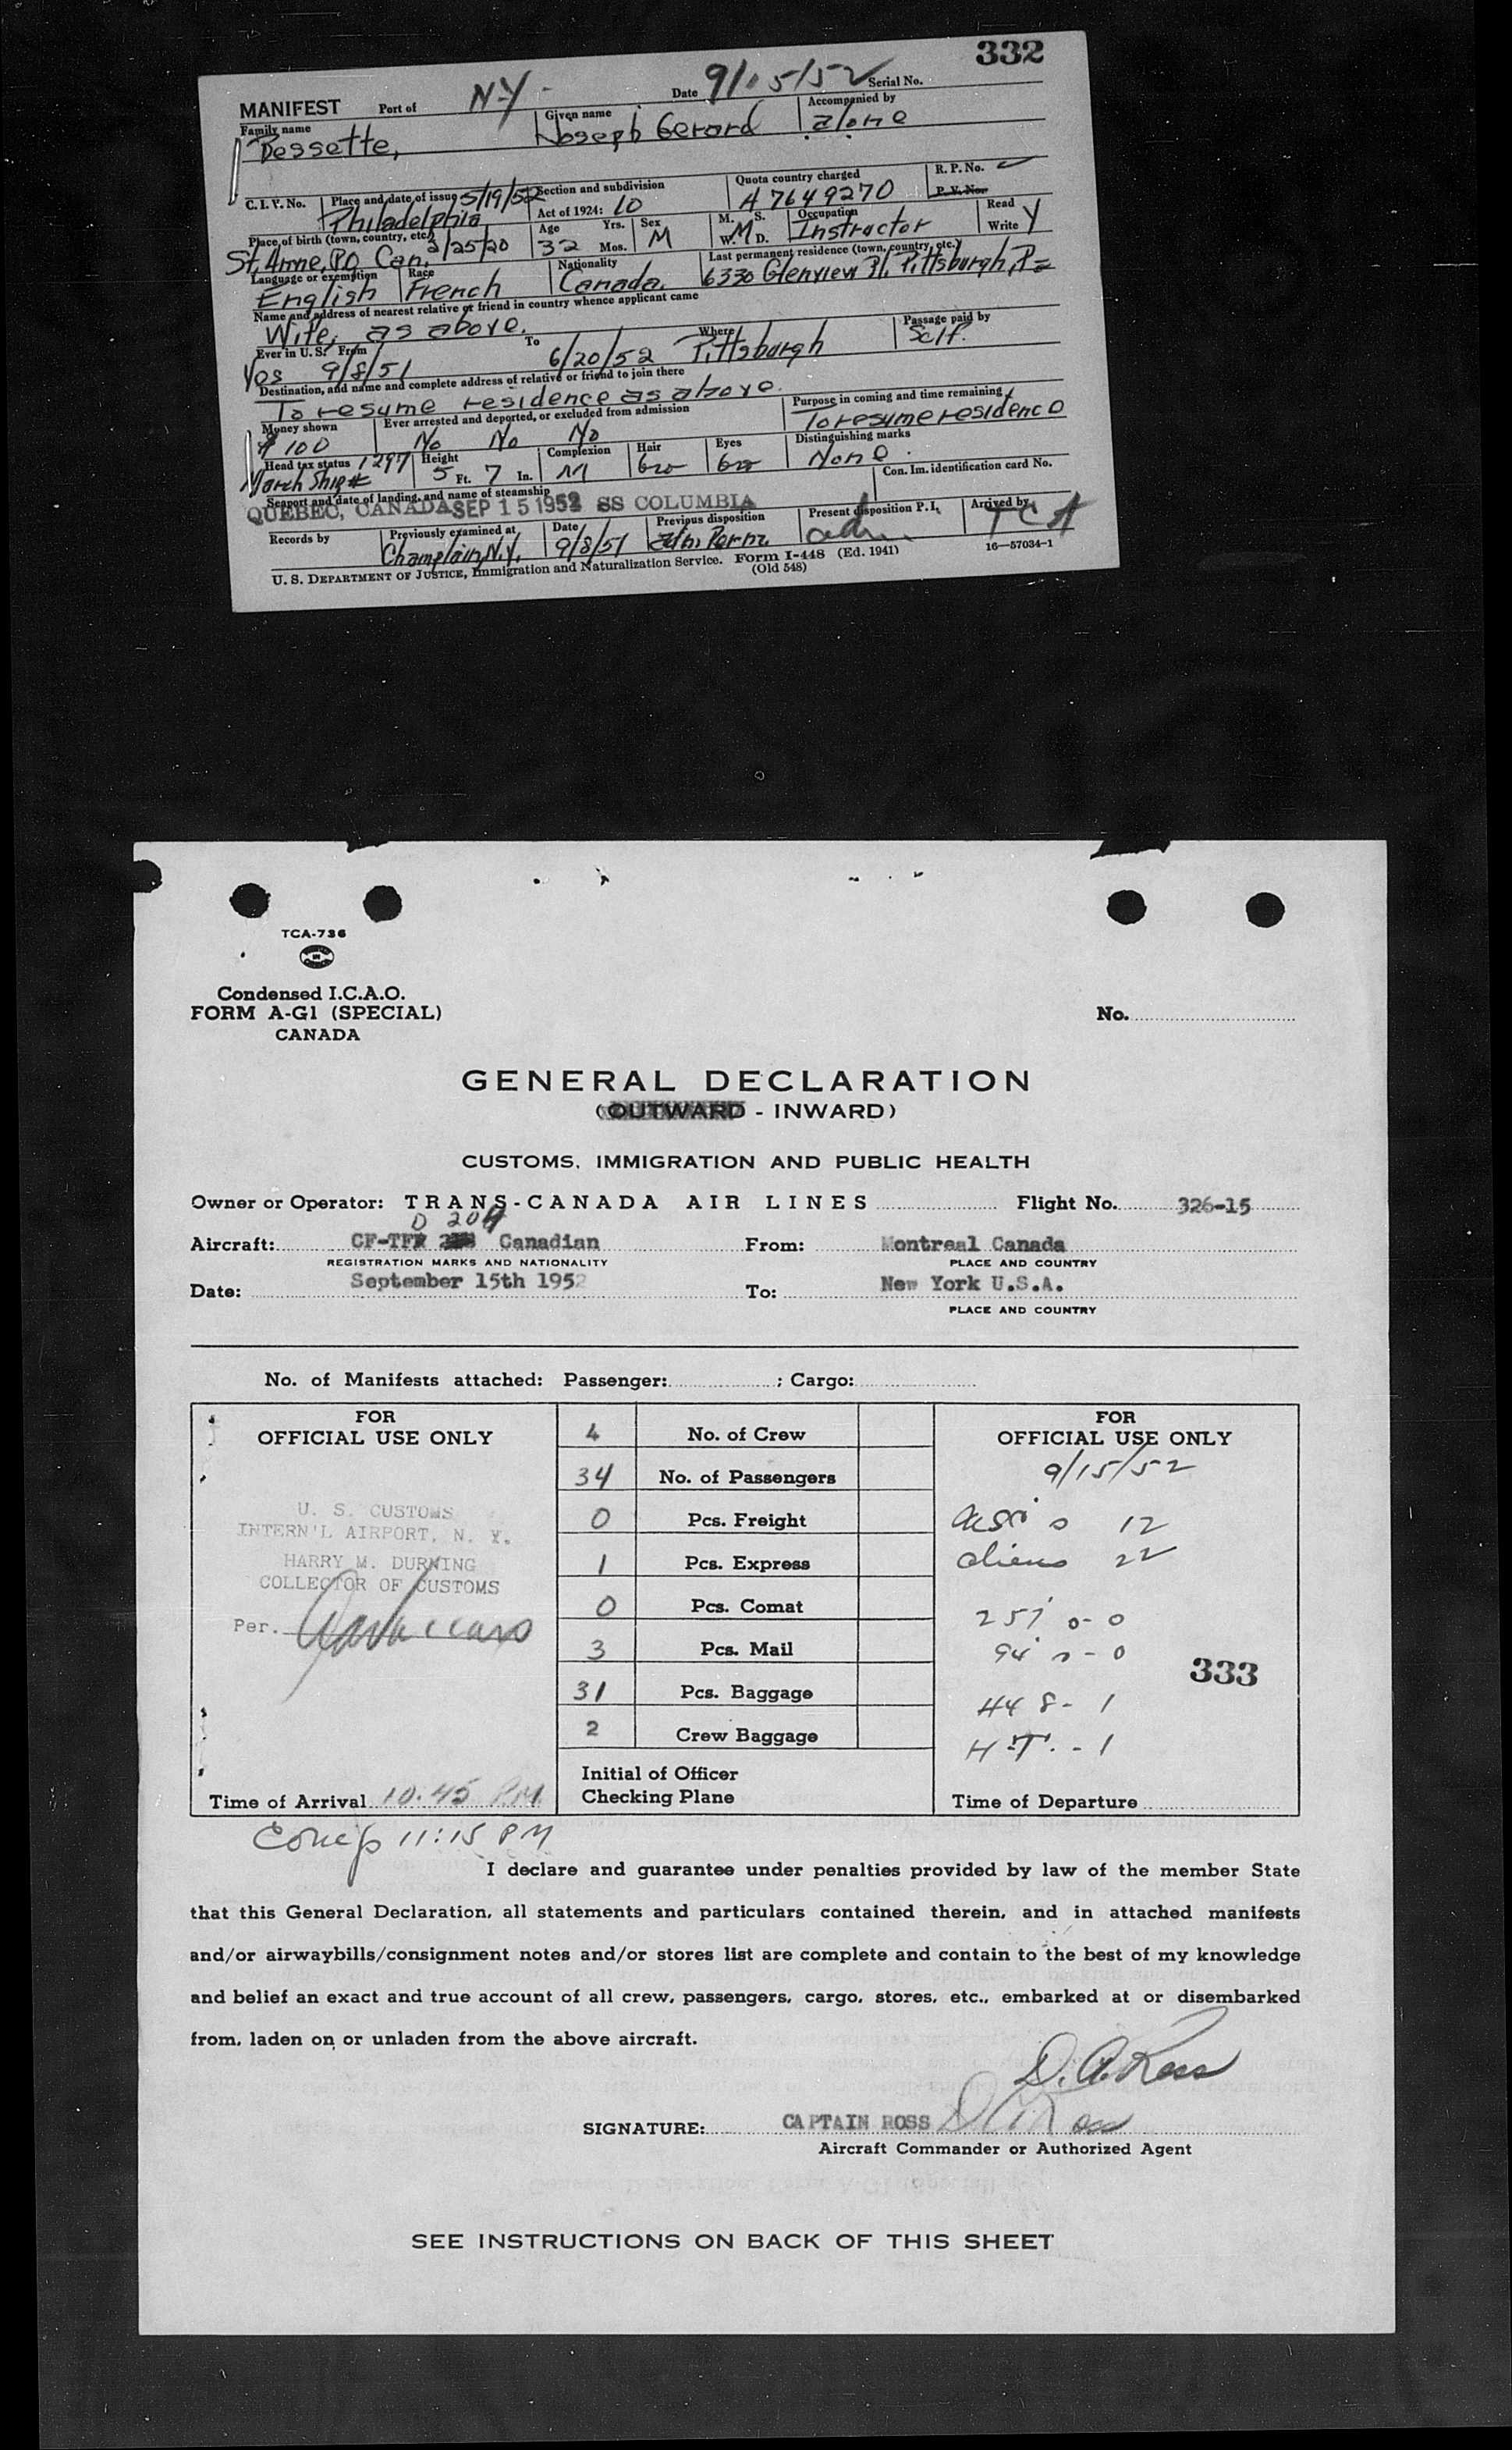 332
MANIFEST Port of N-Y- Date 9/15/52 Serial No.
Family name Given name Accompanied by
Bessette, Joseph Gerard alone
C. I. V. No. Place and date of issue 5/19/52 Section and subdivision Quota country charged R. P. No.
Philadelphia Act of 1924: 10 A 7649270 P. V. No.
Place of birth (town, country, etc.) Age Yrs. Sex M. S. Occupation Read
St, Anne, PQ Can, 2/25/20 32 Mos. M W. M D. Instructor Write Y
Language or exemption Race Nationality Last permanent residence (town, country, etc.)
English French Canada. 6330 Glenview Pl. Pittsburgh, Pa
Name and address of nearest relative or friend in country whence applicant came
Wife, as above.
Ever in U. S. From To Where Passage paid by
Yes 9/8/51 6/20/52 Pittsburgh Self.
Destination, and name and complete address of relative or friend to join there
To resume residence as above.
Money shown Ever arrested and deported, or excluded from admission Purpose in coming and time remaining
$ 100 No No No To resume residence
Head tax status 1297 Height Complexion Hair Eyes Distinguishing marks
March Ship# 5 Ft. 7 In. M bro bro None.
Con. Im. identification card No.
Seaport and date of landing, and name of steamship
QUEBEC, CANADA SEP 15 1952 SS COLUMBIA
Records by Previously examined at Date Previous disposition Present disposition P. I. Arrived by
Champlain, N.Y. 9/8/51 adm. Perm. adm. TCA
U. S. DEPARTMENT OF JUSTICE, Immigration and Naturalization Service. Form I-448 (Ed. 1941) 16—57034-1
(Old 548)
TCA-736
Condensed I.C.A.O.
FORM A-G1 (SPECIAL)
CANADA
No.
GENERAL DECLARATION
(OUTWARD - INWARD)
CUSTOMS, IMMIGRATION AND PUBLIC HEALTH
Owner or Operator: TRANS-CANADA AIR LINES Flight No. 326-15
D 204
Aircraft: CF-TF Canadian From: Montreal Canada
REGISTRATION MARKS AND NATIONALITY PLACE AND COUNTRY
Date: September 15th 1952 To: New York U.S.A.
PLACE AND COUNTRY
No. of Manifests attached: Passenger: ; Cargo:
FOR
OFFICIAL USE ONLY
U. S. CUSTOMS
INTERN'L AIRPORT, N. Y.
HARRY M. DURNING
COLLECTOR OF CUSTOMS
Per.
Time of Arrival 10.45 PM
4 No. of Crew
34 No. of Passengers
0 Pcs. Freight
1 Pcs. Express
0 Pcs. Comat
3 Pcs. Mail
31 Pcs. Baggage
2 Crew Baggage
Initial of Officer
Checking Plane
FOR
OFFICIAL USE ONLY
9/15/52
12
aliens 22
257 0-0
94 0-0
333
448-1
H.T.-1
Time of Departure
Comp 11:15 PM
I declare and guarantee under penalties provided by law of the member State
that this General Declaration, all statements and particulars contained therein, and in attached manifests
and/or airwaybills/consignment notes and/or stores list are complete and contain to the best of my knowledge
and belief an exact and true account of all crew, passengers, cargo, stores, etc., embarked at or disembarked
from, laden on or unladen from the above aircraft.
D. A. Ross
SIGNATURE: CAPTAIN ROSS D A Ross
Aircraft Commander or Authorized Agent
SEE INSTRUCTIONS ON BACK OF THIS SHEET